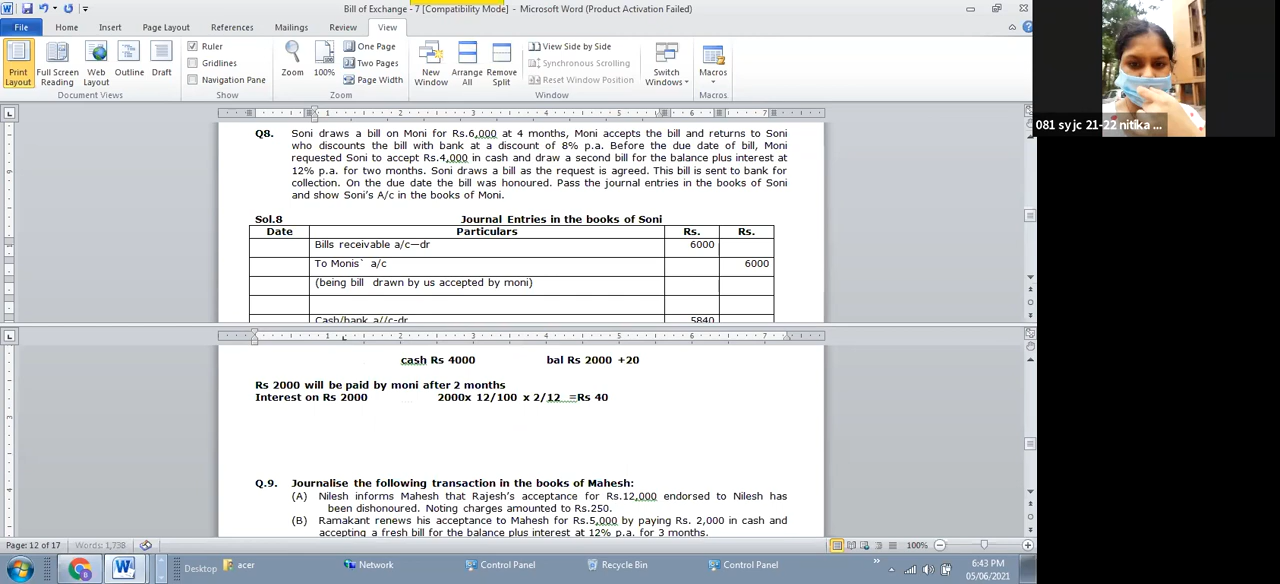 Bill of Exchange - 7 [Compatibility Mode] - Microsoft Word (Product Activation Failed)
File Home Insert Page Layout References Mailings Review View
Ruler
Gridlines
Navigation Pane
One Page
Two Pages
Page Width
View Side by Side
Synchronous Scrolling
Reset Window Position
Print Layout
Full Screen Reading
Web Layout
Outline
Draft
Zoom
100%
New Window
Arrange All
Remove Split
Switch Windows
Macros
Document Views Show Zoom Window Macros
081 syjc 21-22 nitika ...
Q8. Soni draws a bill on Moni for Rs.6,000 at 4 months, Moni accepts the bill and returns to Soni
who discounts the bill with bank at a discount of 8% p.a. Before the due date of bill, Moni
requested Soni to accept Rs.4,000 in cash and draw a second bill for the balance plus interest at
12% p.a. for two months. Soni draws a bill as the request is agreed. This bill is sent to bank for
collection. On the due date the bill was honoured. Pass the journal entries in the books of Soni
and show Soni's A/c in the books of Moni.
Sol.8 Journal Entries in the books of Soni
Date Particulars Rs. Rs.
Bills receivable a/c—dr 6000
To Monis` a/c 6000
(being bill drawn by us accepted by moni)
Cash/bank a//c-dr 5840
cash Rs 4000 bal Rs 2000 +20
Rs 2000 will be paid by moni after 2 months
Interest on Rs 2000 2000x 12/100 x 2/12 =Rs 40
Q.9. Journalise the following transaction in the books of Mahesh:
(A) Nilesh informs Mahesh that Rajesh's acceptance for Rs.12,000 endorsed to Nilesh has
been dishonoured. Noting charges amounted to Rs.250.
(B) Ramakant renews his acceptance to Mahesh for Rs.5,000 by paying Rs. 2,000 in cash and
accepting a fresh bill for the balance plus interest at 12% p.a. for 3 months.
Page: 12 of 17 Words: 1,738 100%
Desktop acer Network Control Panel Recycle Bin Control Panel
6:43 PM
05/06/2021